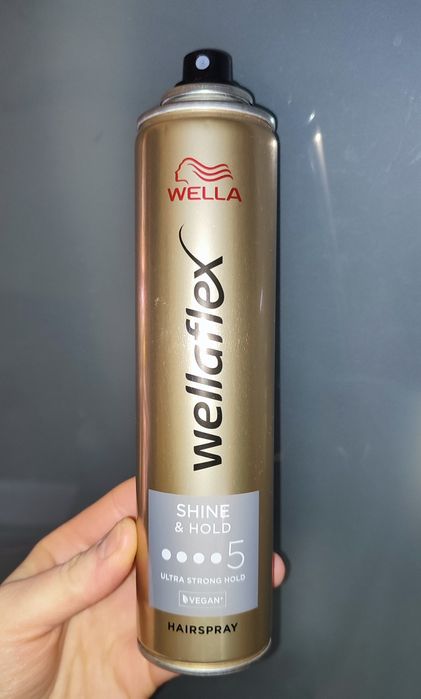 WELLA
wellaflex
SHINE
& HOLD
5
ULTRA STRONG HOLD
VEGAN*
HAIRSPRAY